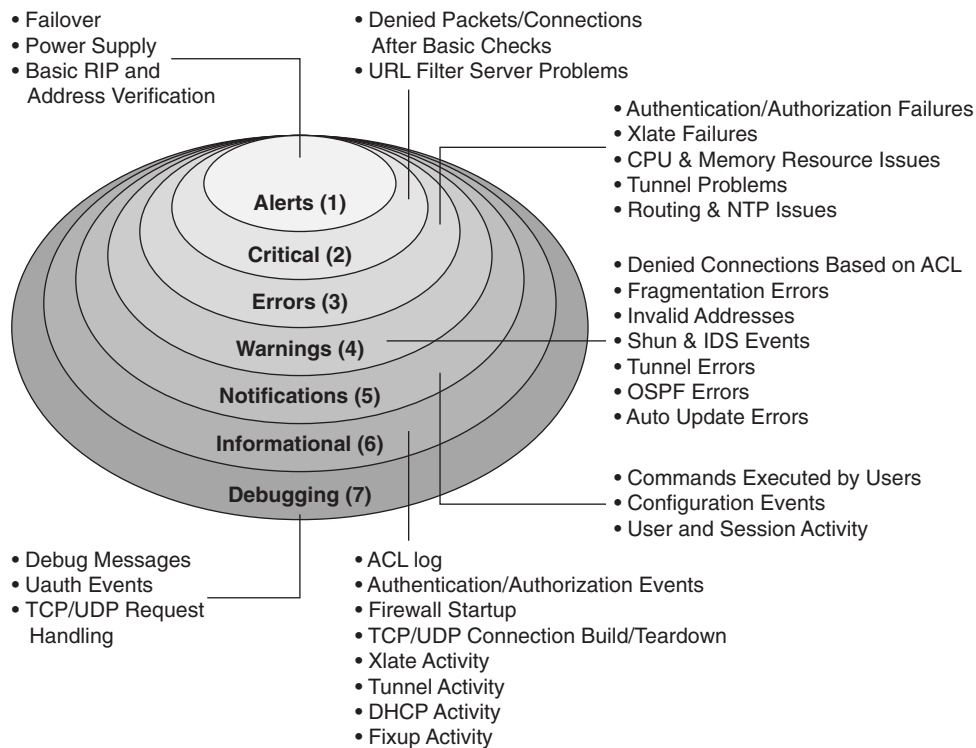 • Failover
• Power Supply
• Basic RIP and
Address Verification
• Denied Packets/Connections
After Basic Checks
• URL Filter Server Problems
• Authentication/Authorization Failures
• Xlate Failures
• CPU & Memory Resource Issues
• Tunnel Problems
• Routing & NTP Issues
Alerts (1)
Critical (2)
Errors (3)
Warnings (4)
Notifications (5)
Informational (6)
Debugging (7)
• Denied Connections Based on ACL
• Fragmentation Errors
• Invalid Addresses
• Shun & IDS Events
• Tunnel Errors
• OSPF Errors
• Auto Update Errors
• Commands Executed by Users
• Configuration Events
• User and Session Activity
• Debug Messages
• Uauth Events
• TCP/UDP Request
Handling
• ACL log
• Authentication/Authorization Events
• Firewall Startup
• TCP/UDP Connection Build/Teardown
• Xlate Activity
• Tunnel Activity
• DHCP Activity
• Fixup Activity